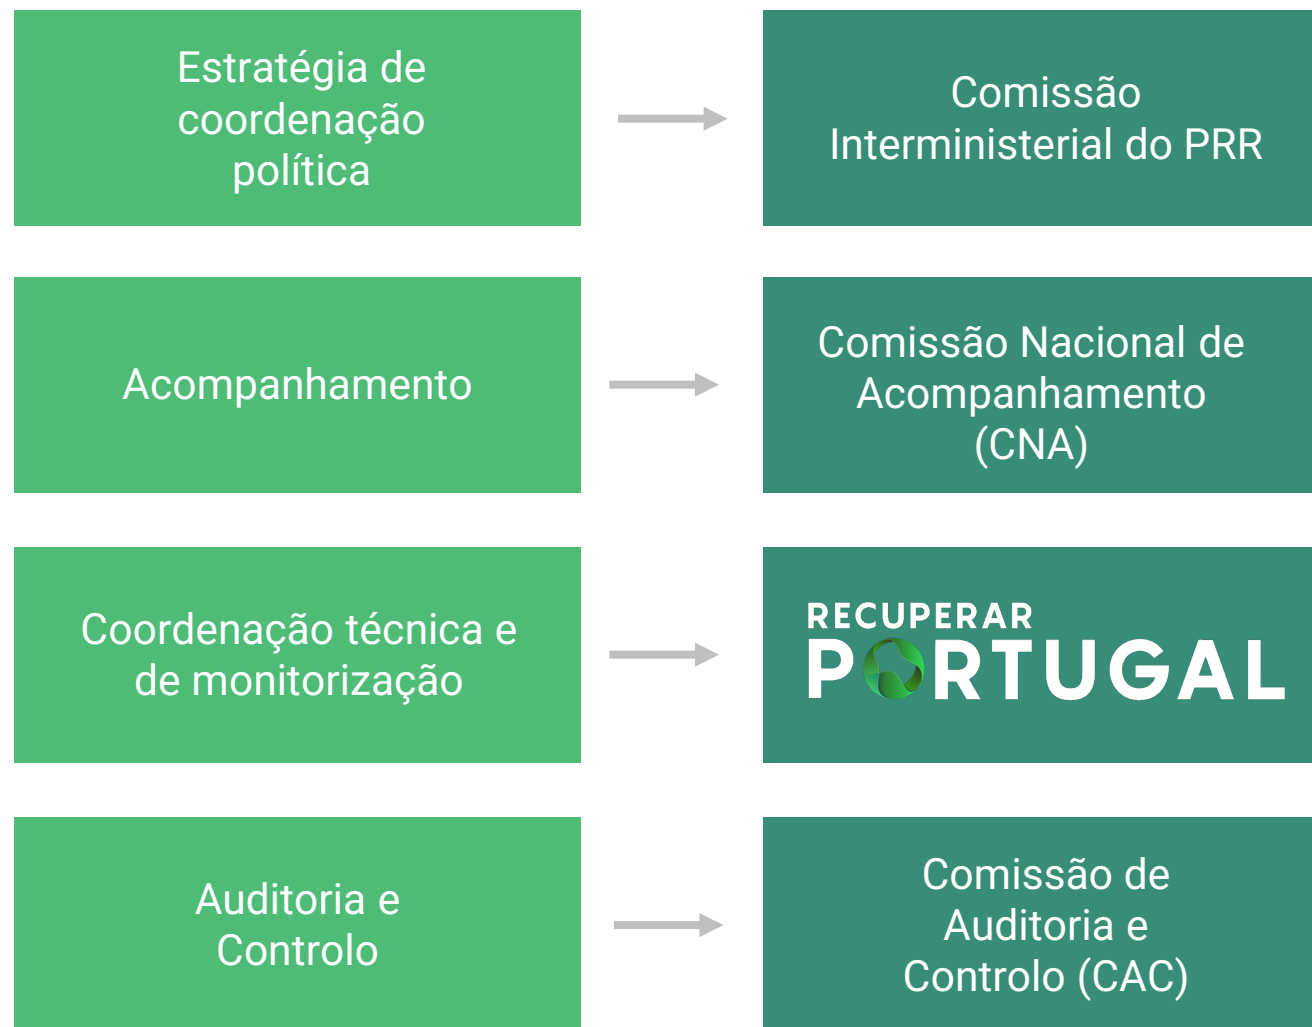 Estratégia de
coordenação
política
Comissão
Interministerial do PRR
Acompanhamento
Comissão Nacional de
Acompanhamento
(CNA)
Coordenação técnica e
de monitorização
RECUPERAR
PORTUGAL
Auditoria e
Controlo
Comissão de
Auditoria e
Controlo (CAC)